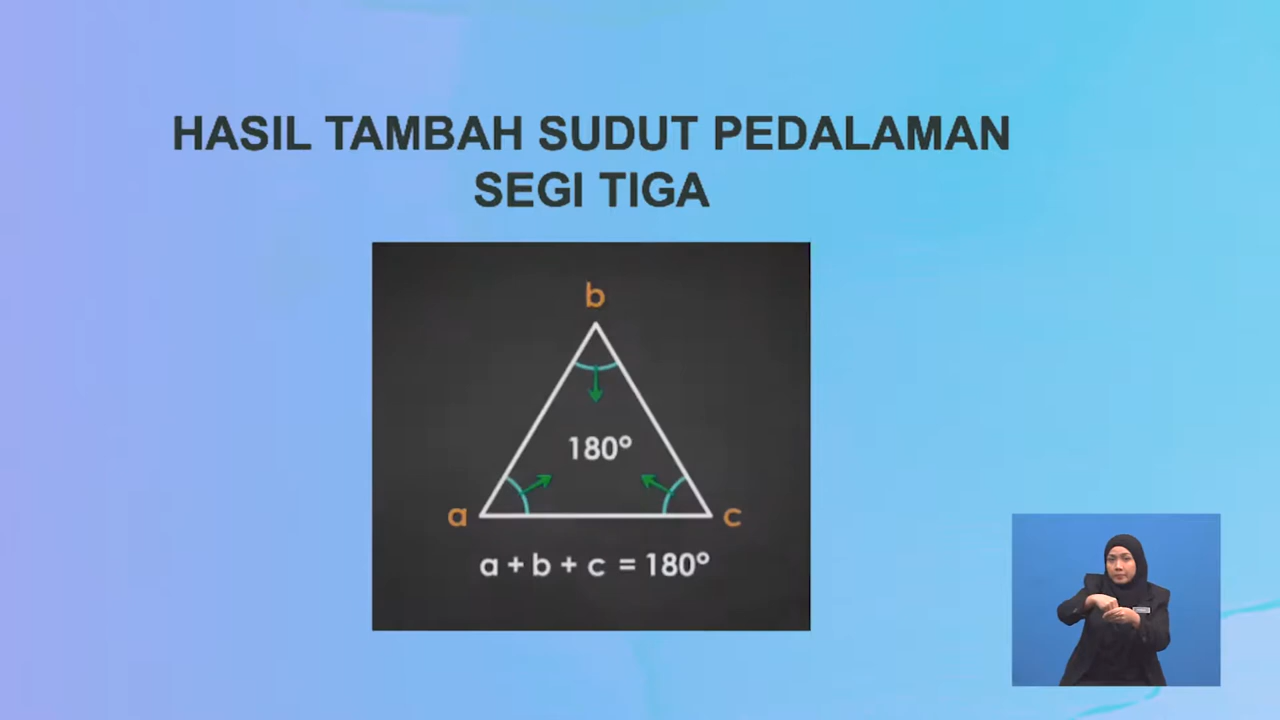 HASIL TAMBAH SUDUT PEDALAMAN
SEGI TIGA
b
180°
a
c
a + b + c = 180°